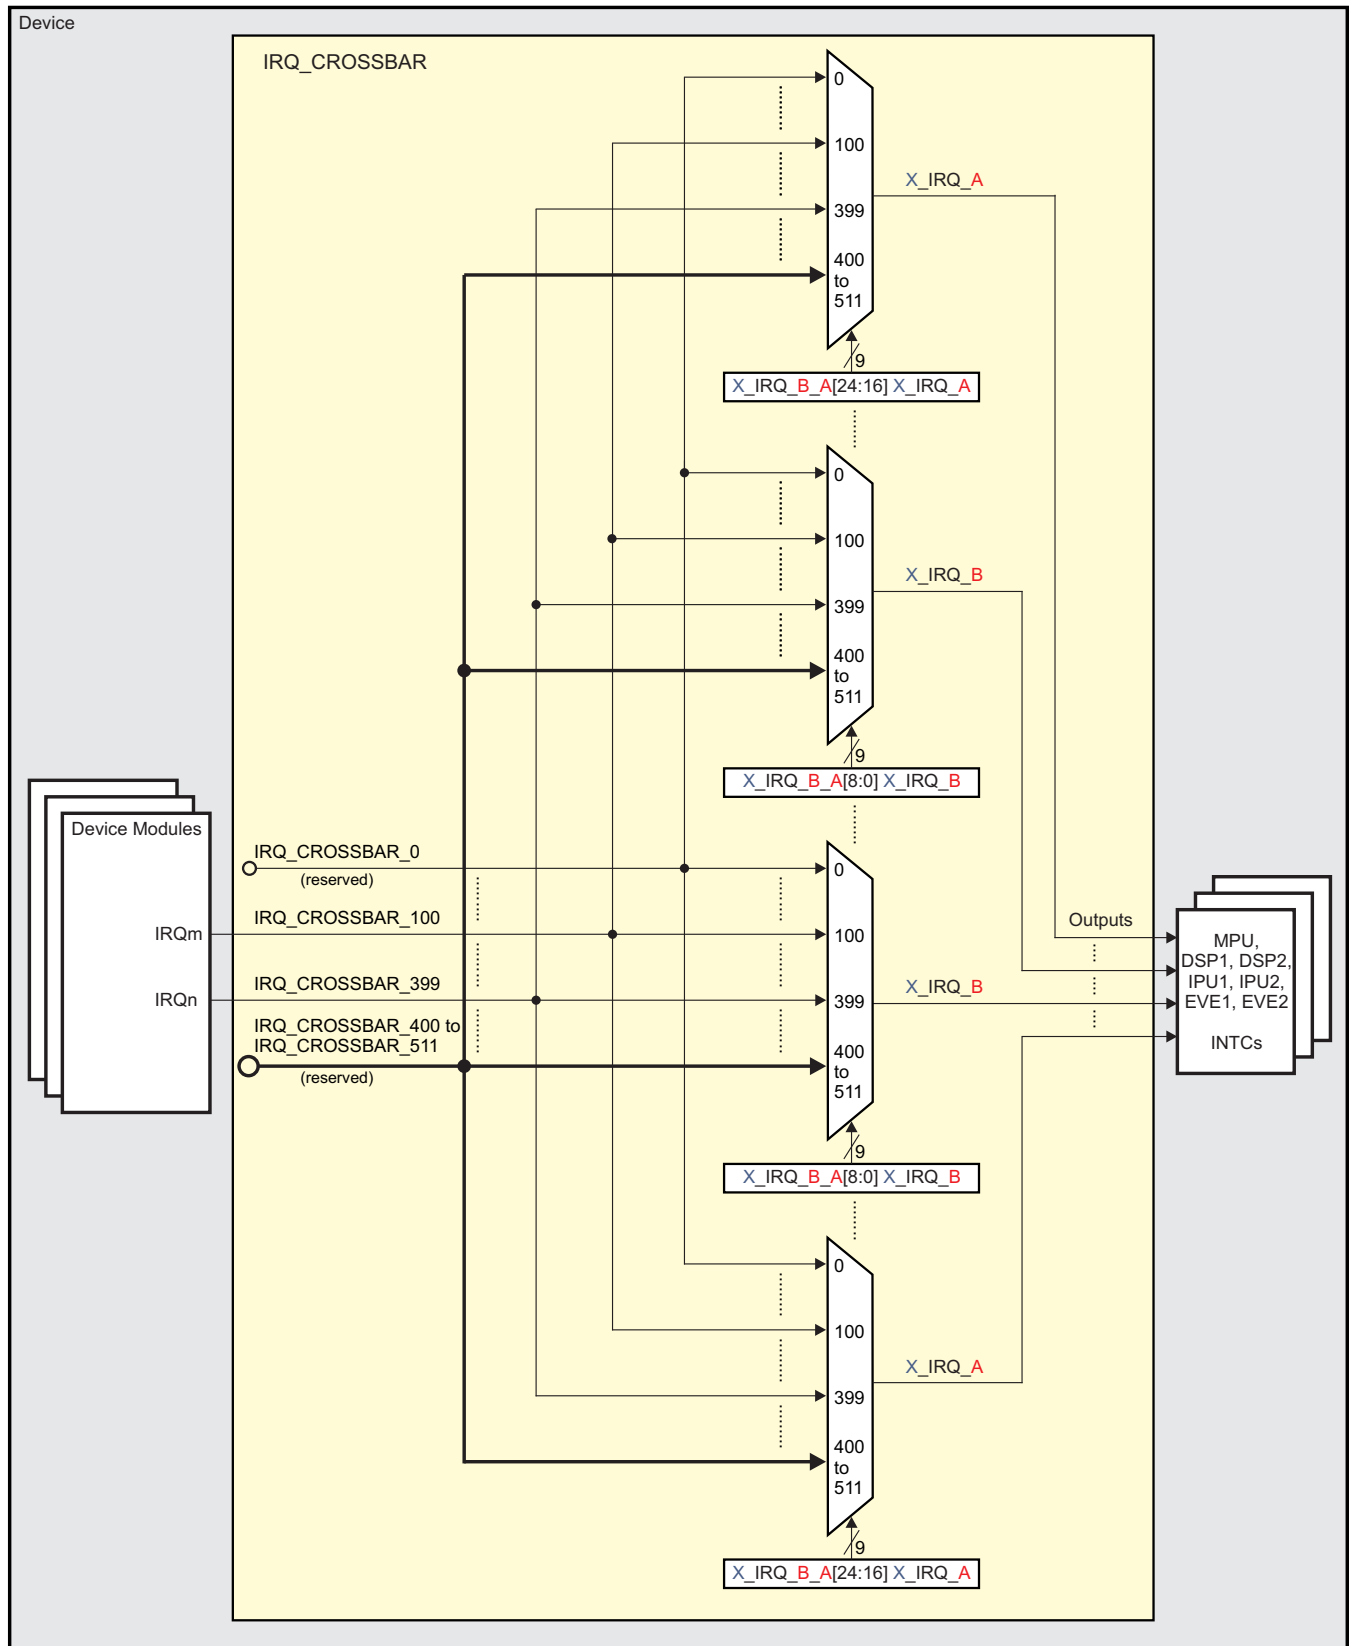 Device
IRQ_CROSSBAR
0
100
399
400
to
511
X_IRQ_A
9
X_IRQ_B_A[24:16] X_IRQ_A
0
100
399
400
to
511
X_IRQ_B
9
X_IRQ_B_A[8:0] X_IRQ_B
Device Modules
IRQm
IRQn
IRQ_CROSSBAR_0
(reserved)
IRQ_CROSSBAR_100
IRQ_CROSSBAR_399
IRQ_CROSSBAR_400 to
IRQ_CROSSBAR_511
(reserved)
0
100
399
400
to
511
X_IRQ_B
9
X_IRQ_B_A[8:0] X_IRQ_B
Outputs
MPU,
DSP1, DSP2,
IPU1, IPU2,
EVE1, EVE2
INTCs
0
100
399
400
to
511
X_IRQ_A
9
X_IRQ_B_A[24:16] X_IRQ_A